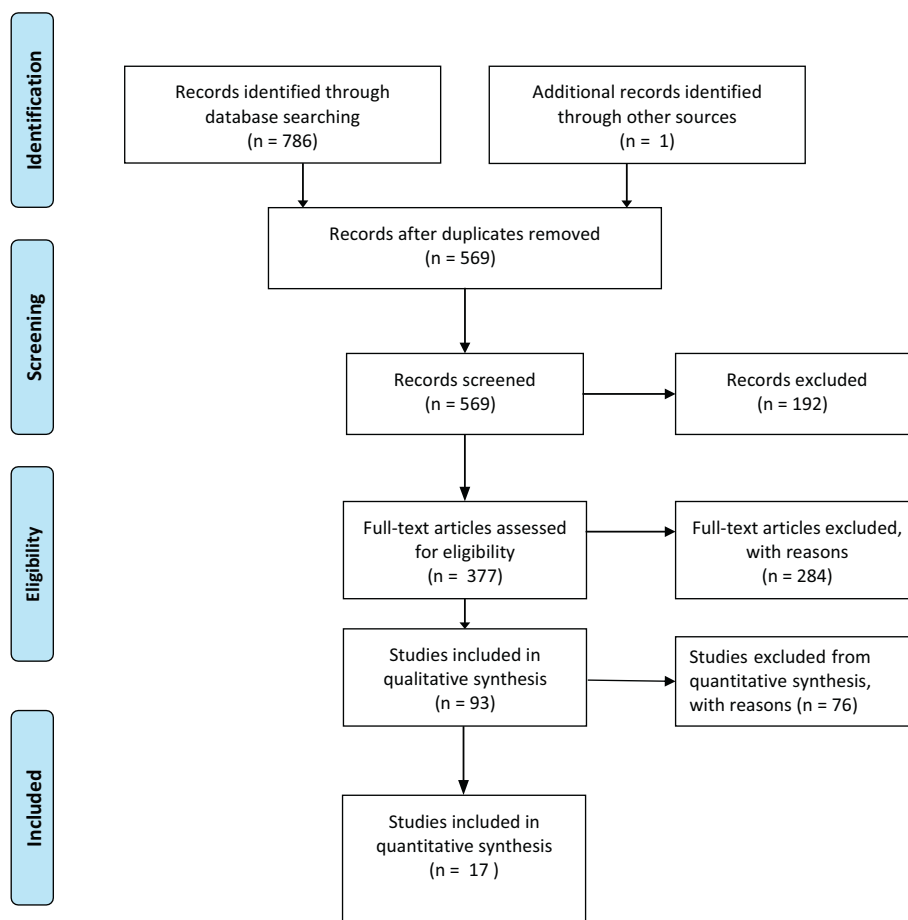 Identification
Records identified through
database searching
(n = 786)
Additional records identified
through other sources
(n = 1)
Screening
Records after duplicates removed
(n = 569)
Records screened
(n = 569)
Records excluded
(n = 192)
Eligibility
Full-text articles assessed
for eligibility
(n = 377)
Full-text articles excluded,
with reasons
(n = 284)
Studies included in
qualitative synthesis
(n = 93)
Studies excluded from
quantitative synthesis,
with reasons (n = 76)
Included
Studies included in
quantitative synthesis
(n = 17 )